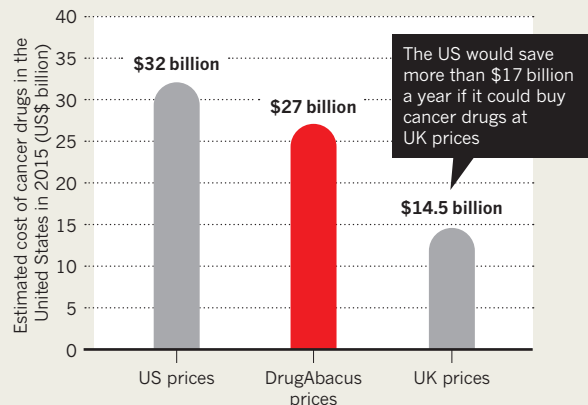 Estimated cost of cancer drugs in the
United States in 2015 (US$ billion)
40
35
30
25
20
15
10
5
0
$32 billion
$27 billion
$14.5 billion
The US would save
more than $17 billion
a year if it could buy
cancer drugs at
UK prices
US prices
DrugAbacus
prices
UK prices